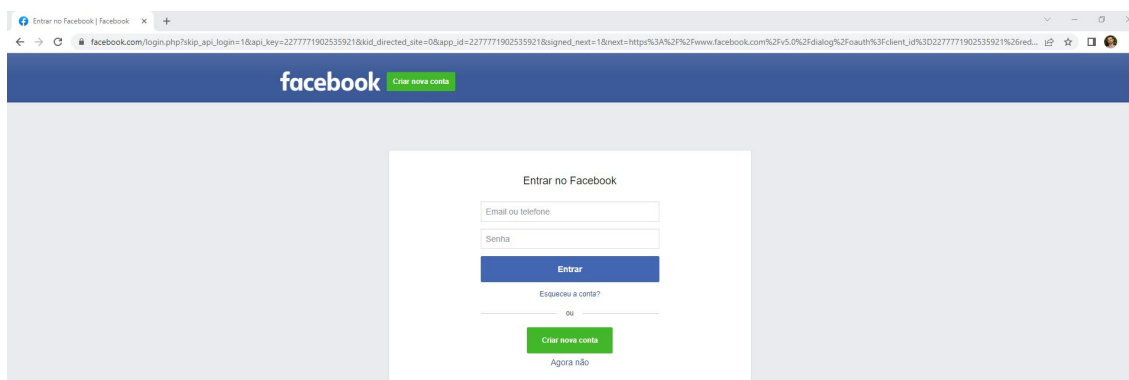 Entrar no Facebook | Facebook
facebook.com/login.php?skip_api_login=1&api_key=2277771902535921&kid_directed_site=0&app_id=2277771902535921&signed_next=1&next=https%3A%2F%2Fwww.facebook.com%2Fv5.0%2Fdialog%2Foauth%3Fclient_id%3D2277771902535921%26red...
facebook Criar nova conta
Entrar no Facebook
Email ou telefone
Senha
Entrar
Esqueceu a conta?
ou
Criar nova conta
Agora não